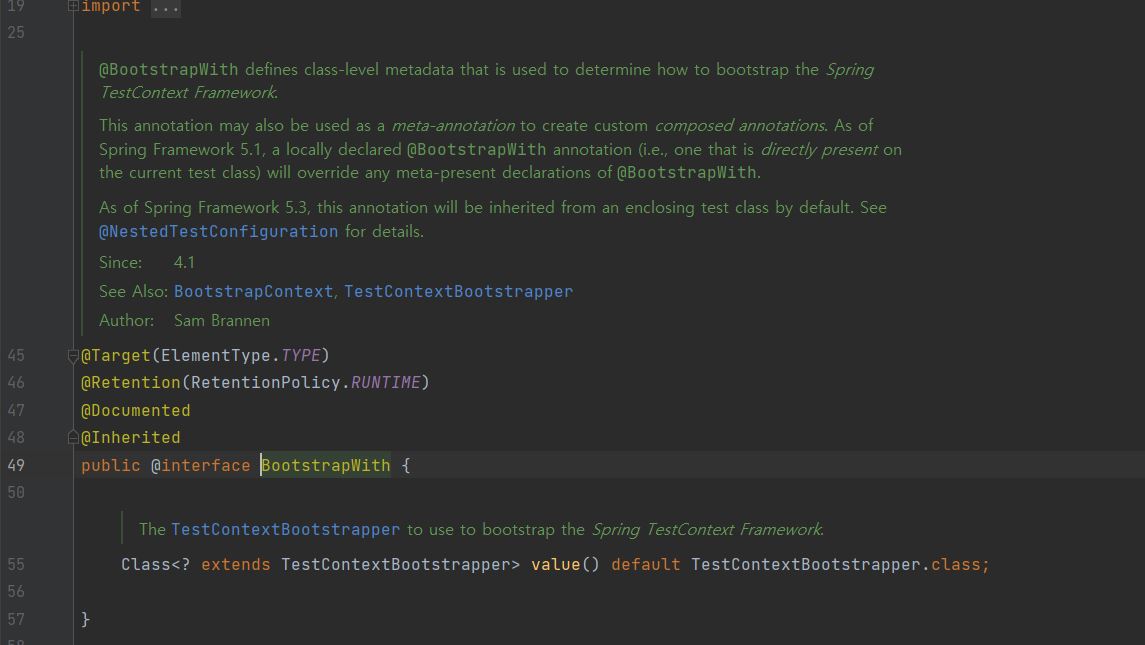 19 import ...
25
@BootstrapWith defines class-level metadata that is used to determine how to bootstrap the Spring
TestContext Framework.
This annotation may also be used as a meta-annotation to create custom composed annotations. As of
Spring Framework 5.1, a locally declared @BootstrapWith annotation (i.e., one that is directly present on
the current test class) will override any meta-present declarations of @BootstrapWith.
As of Spring Framework 5.3, this annotation will be inherited from an enclosing test class by default. See
@NestedTestConfiguration for details.
Since: 4.1
See Also: BootstrapContext, TestContextBootstrapper
Author: Sam Brannen
45 @Target(ElementType.TYPE)
46 @Retention(RetentionPolicy.RUNTIME)
47 @Documented
48 @Inherited
49 public @interface BootstrapWith {
50
The TestContextBootstrapper to use to bootstrap the Spring TestContext Framework.
55 Class<? extends TestContextBootstrapper> value() default TestContextBootstrapper.class;
56
57 }
58